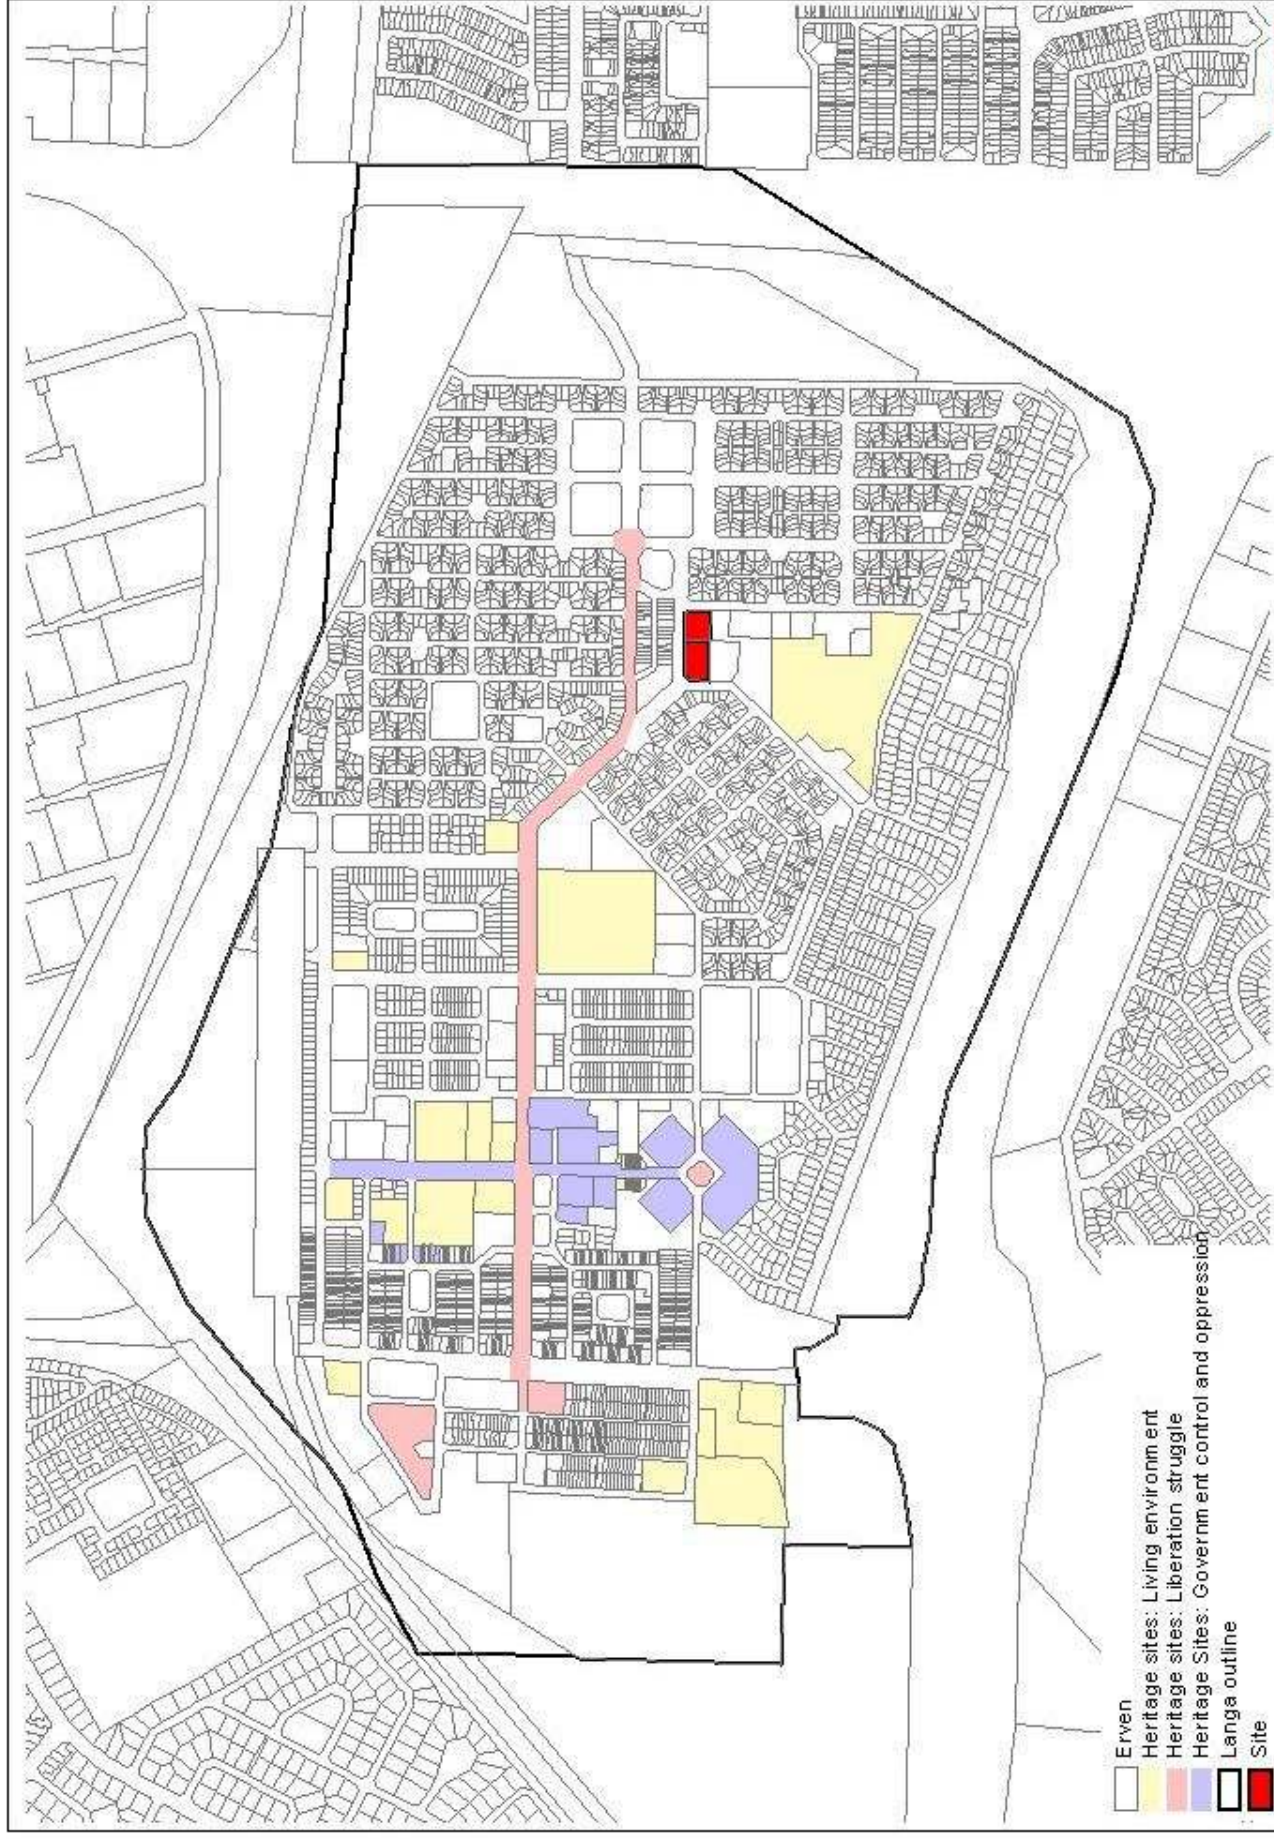 Erven
Heritage sites: Living environment
Heritage sites: Liberation struggle
Heritage Sites: Government control and oppression
Langa outline
Site